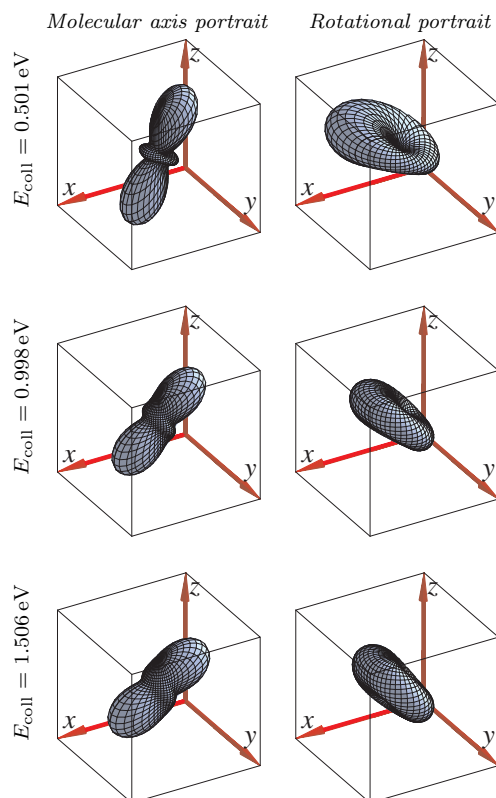 Molecular axis portrait Rotational portrait
E_coll = 0.501 eV
z
x
y
z
x
y
E_coll = 0.998 eV
z
x
y
z
x
y
E_coll = 1.506 eV
z
x
y
z
x
y